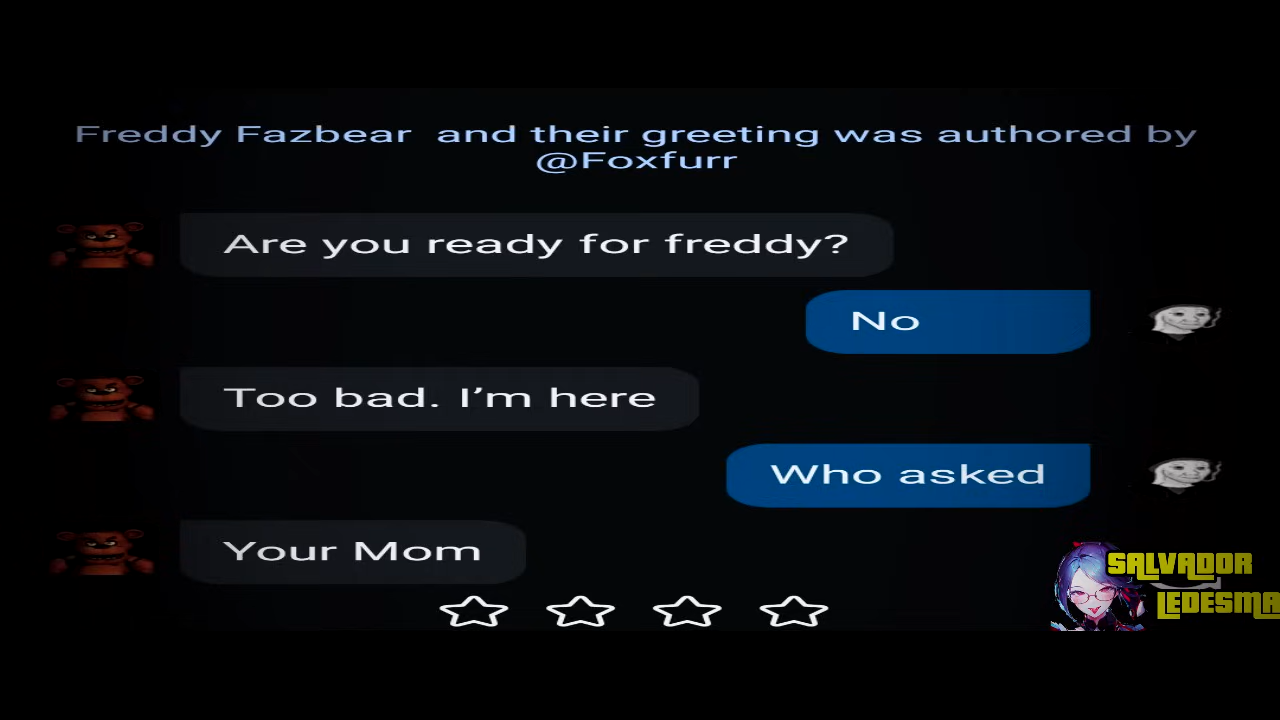 Freddy Fazbear and their greeting was authored by
@Foxfurr
Are you ready for freddy?
No
Too bad. I'm here
Who asked
Your Mom
SALVADOR
LEDESMA